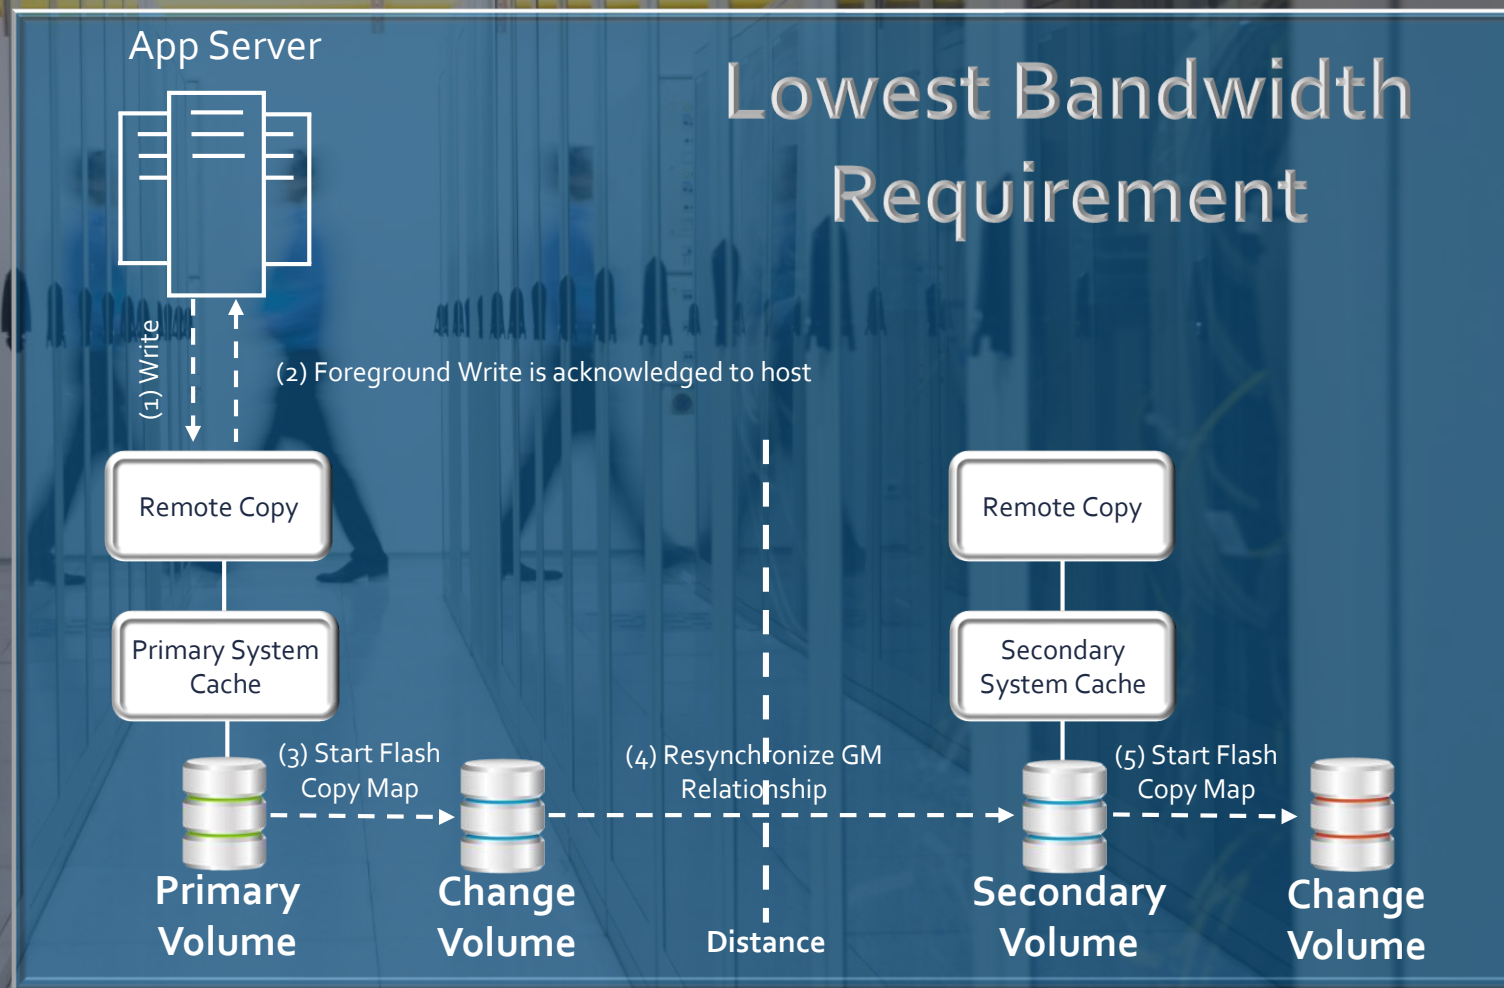 App Server
Lowest Bandwidth
Requirement
(1) Write
(2) Foreground Write is acknowledged to host
Remote Copy
Remote Copy
Primary System
Cache
Secondary
System Cache
(3) Start Flash
Copy Map
(4) Resynchronize GM
Relationship
(5) Start Flash
Copy Map
Primary
Volume
Change
Volume
Distance
Secondary
Volume
Change
Volume